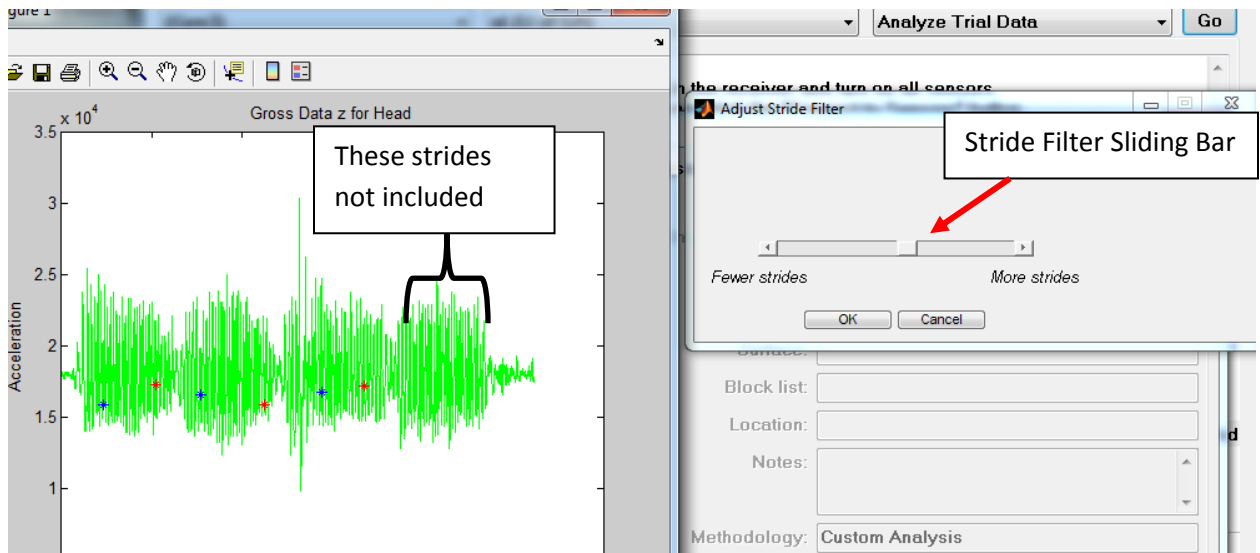 gure 1
Analyze Trial Data
Go
n the receiver and turn on all sensors
Adjust Stride Filter
Stride Filter Sliding Bar
Fewer strides
More strides
OK
Cancel
Gross Data z for Head
x 10^4
These strides
not included
3.5
3
2.5
2
1.5
1
Acceleration
Block list:
Location:
Notes:
Methodology:
Custom Analysis